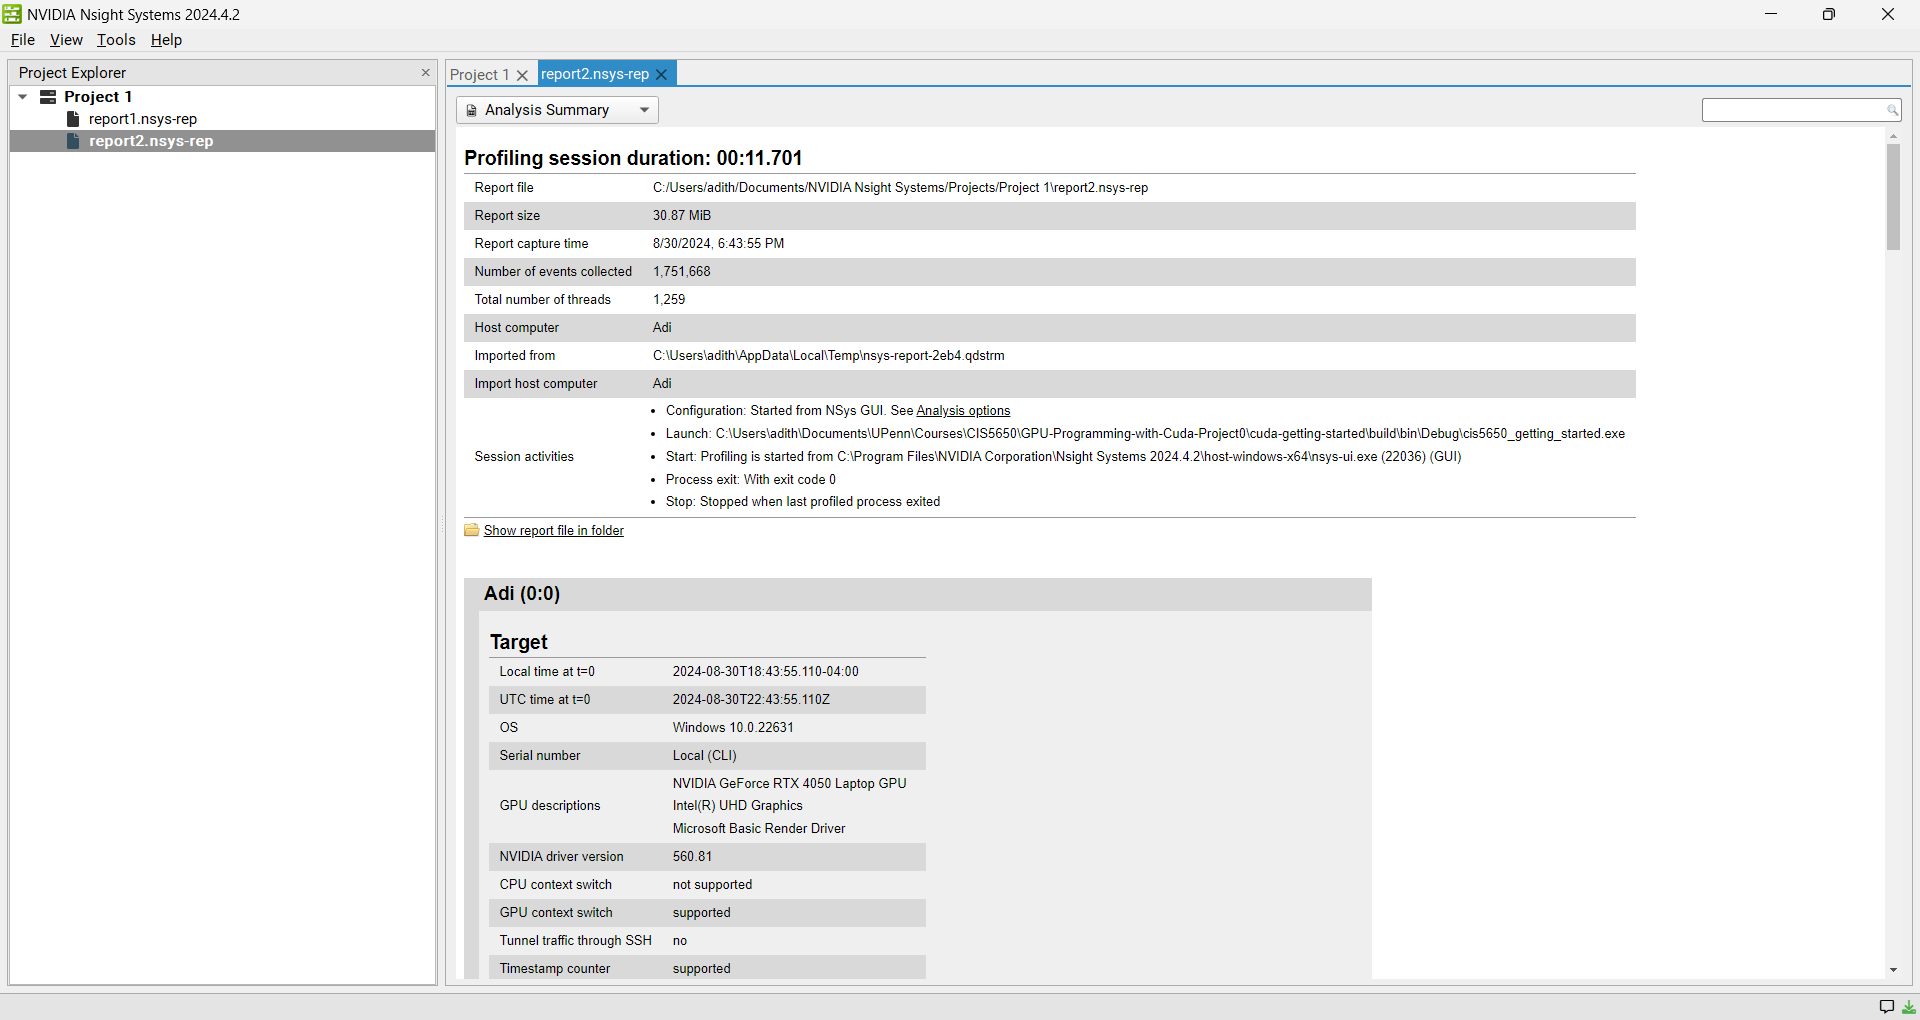 NVIDIA Nsight Systems 2024.4.2
File View Tools Help
Project Explorer
Project 1
report1.nsys-rep
report2.nsys-rep
Project 1 report2.nsys-rep
Analysis Summary
Profiling session duration: 00:11.701
Report file C:/Users/adith/Documents/NVIDIA Nsight Systems/Projects/Project 1\report2.nsys-rep
Report size 30.87 MiB
Report capture time 8/30/2024, 6:43:55 PM
Number of events collected 1,751,668
Total number of threads 1,259
Host computer Adi
Imported from C:\Users\adith\AppData\Local\Temp\nsys-report-2eb4.qdstrm
Import host computer Adi
Session activities
• Configuration: Started from NSys GUI. See Analysis options
• Launch: C:\Users\adith\Documents\UPenn\Courses\CIS5650\GPU-Programming-with-Cuda-Project0\cuda-getting-started\build\bin\Debug\cis5650_getting_started.exe
• Start: Profiling is started from C:\Program Files\NVIDIA Corporation\Nsight Systems 2024.4.2\host-windows-x64\nsys-ui.exe (22036) (GUI)
• Process exit: With exit code 0
• Stop: Stopped when last profiled process exited
Show report file in folder
Adi (0:0)
Target
Local time at t=0 2024-08-30T18:43:55.110-04:00
UTC time at t=0 2024-08-30T22:43:55.110Z
OS Windows 10.0.22631
Serial number Local (CLI)
GPU descriptions
NVIDIA GeForce RTX 4050 Laptop GPU
Intel(R) UHD Graphics
Microsoft Basic Render Driver
NVIDIA driver version 560.81
CPU context switch not supported
GPU context switch supported
Tunnel traffic through SSH no
Timestamp counter supported